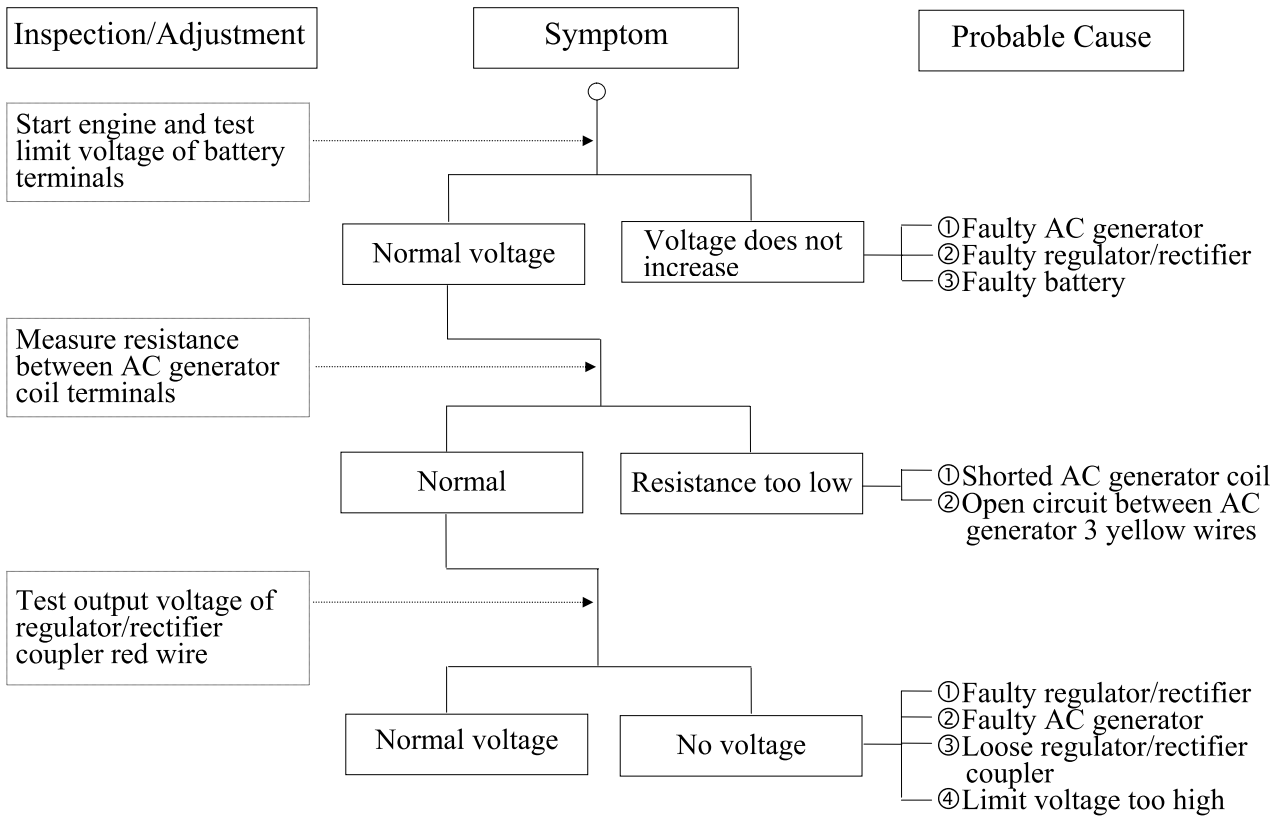 Inspection/Adjustment
Symptom
Probable Cause
Start engine and test
limit voltage of battery
terminals
Normal voltage
Voltage does not
increase
①Faulty AC generator
②Faulty regulator/rectifier
③Faulty battery
Measure resistance
between AC generator
coil terminals
Normal
Resistance too low
①Shorted AC generator coil
②Open circuit between AC
generator 3 yellow wires
Test output voltage of
regulator/rectifier
coupler red wire
Normal voltage
No voltage
①Faulty regulator/rectifier
②Faulty AC generator
③Loose regulator/rectifier
coupler
④Limit voltage too high